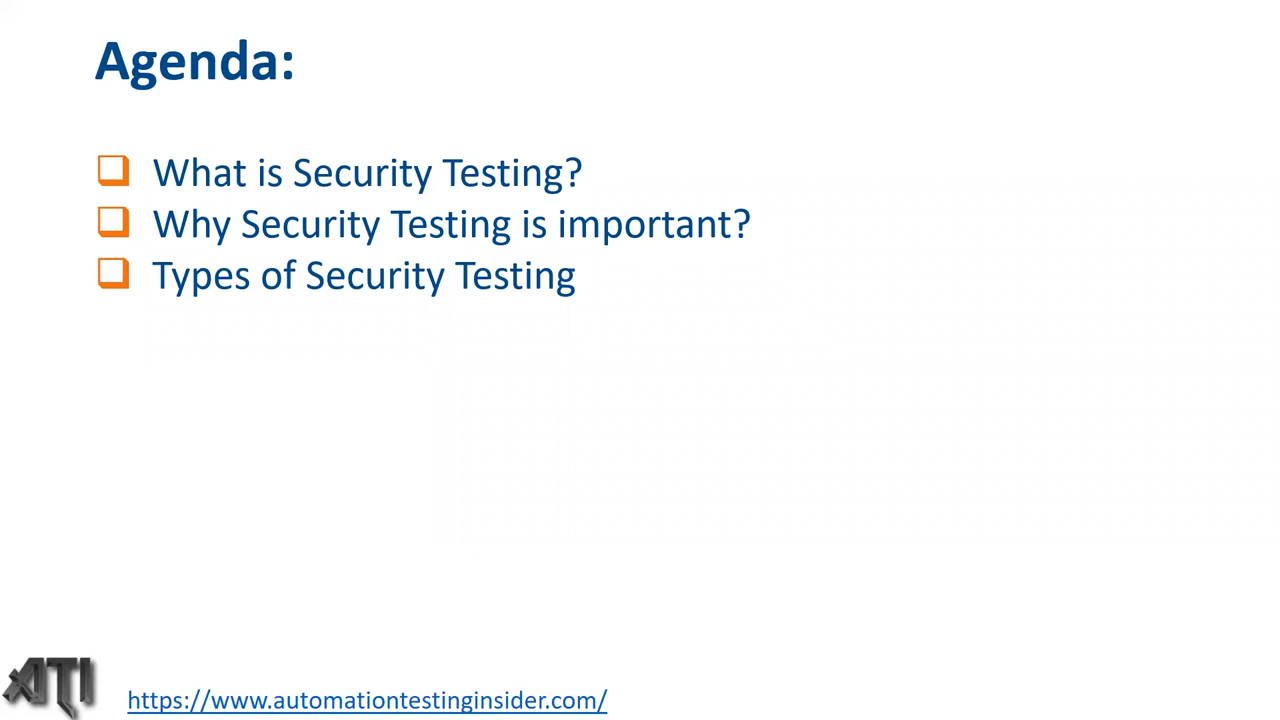 Agenda:
What is Security Testing?
Why Security Testing is important?
Types of Security Testing
ATI
https://www.automationtestinginsider.com/